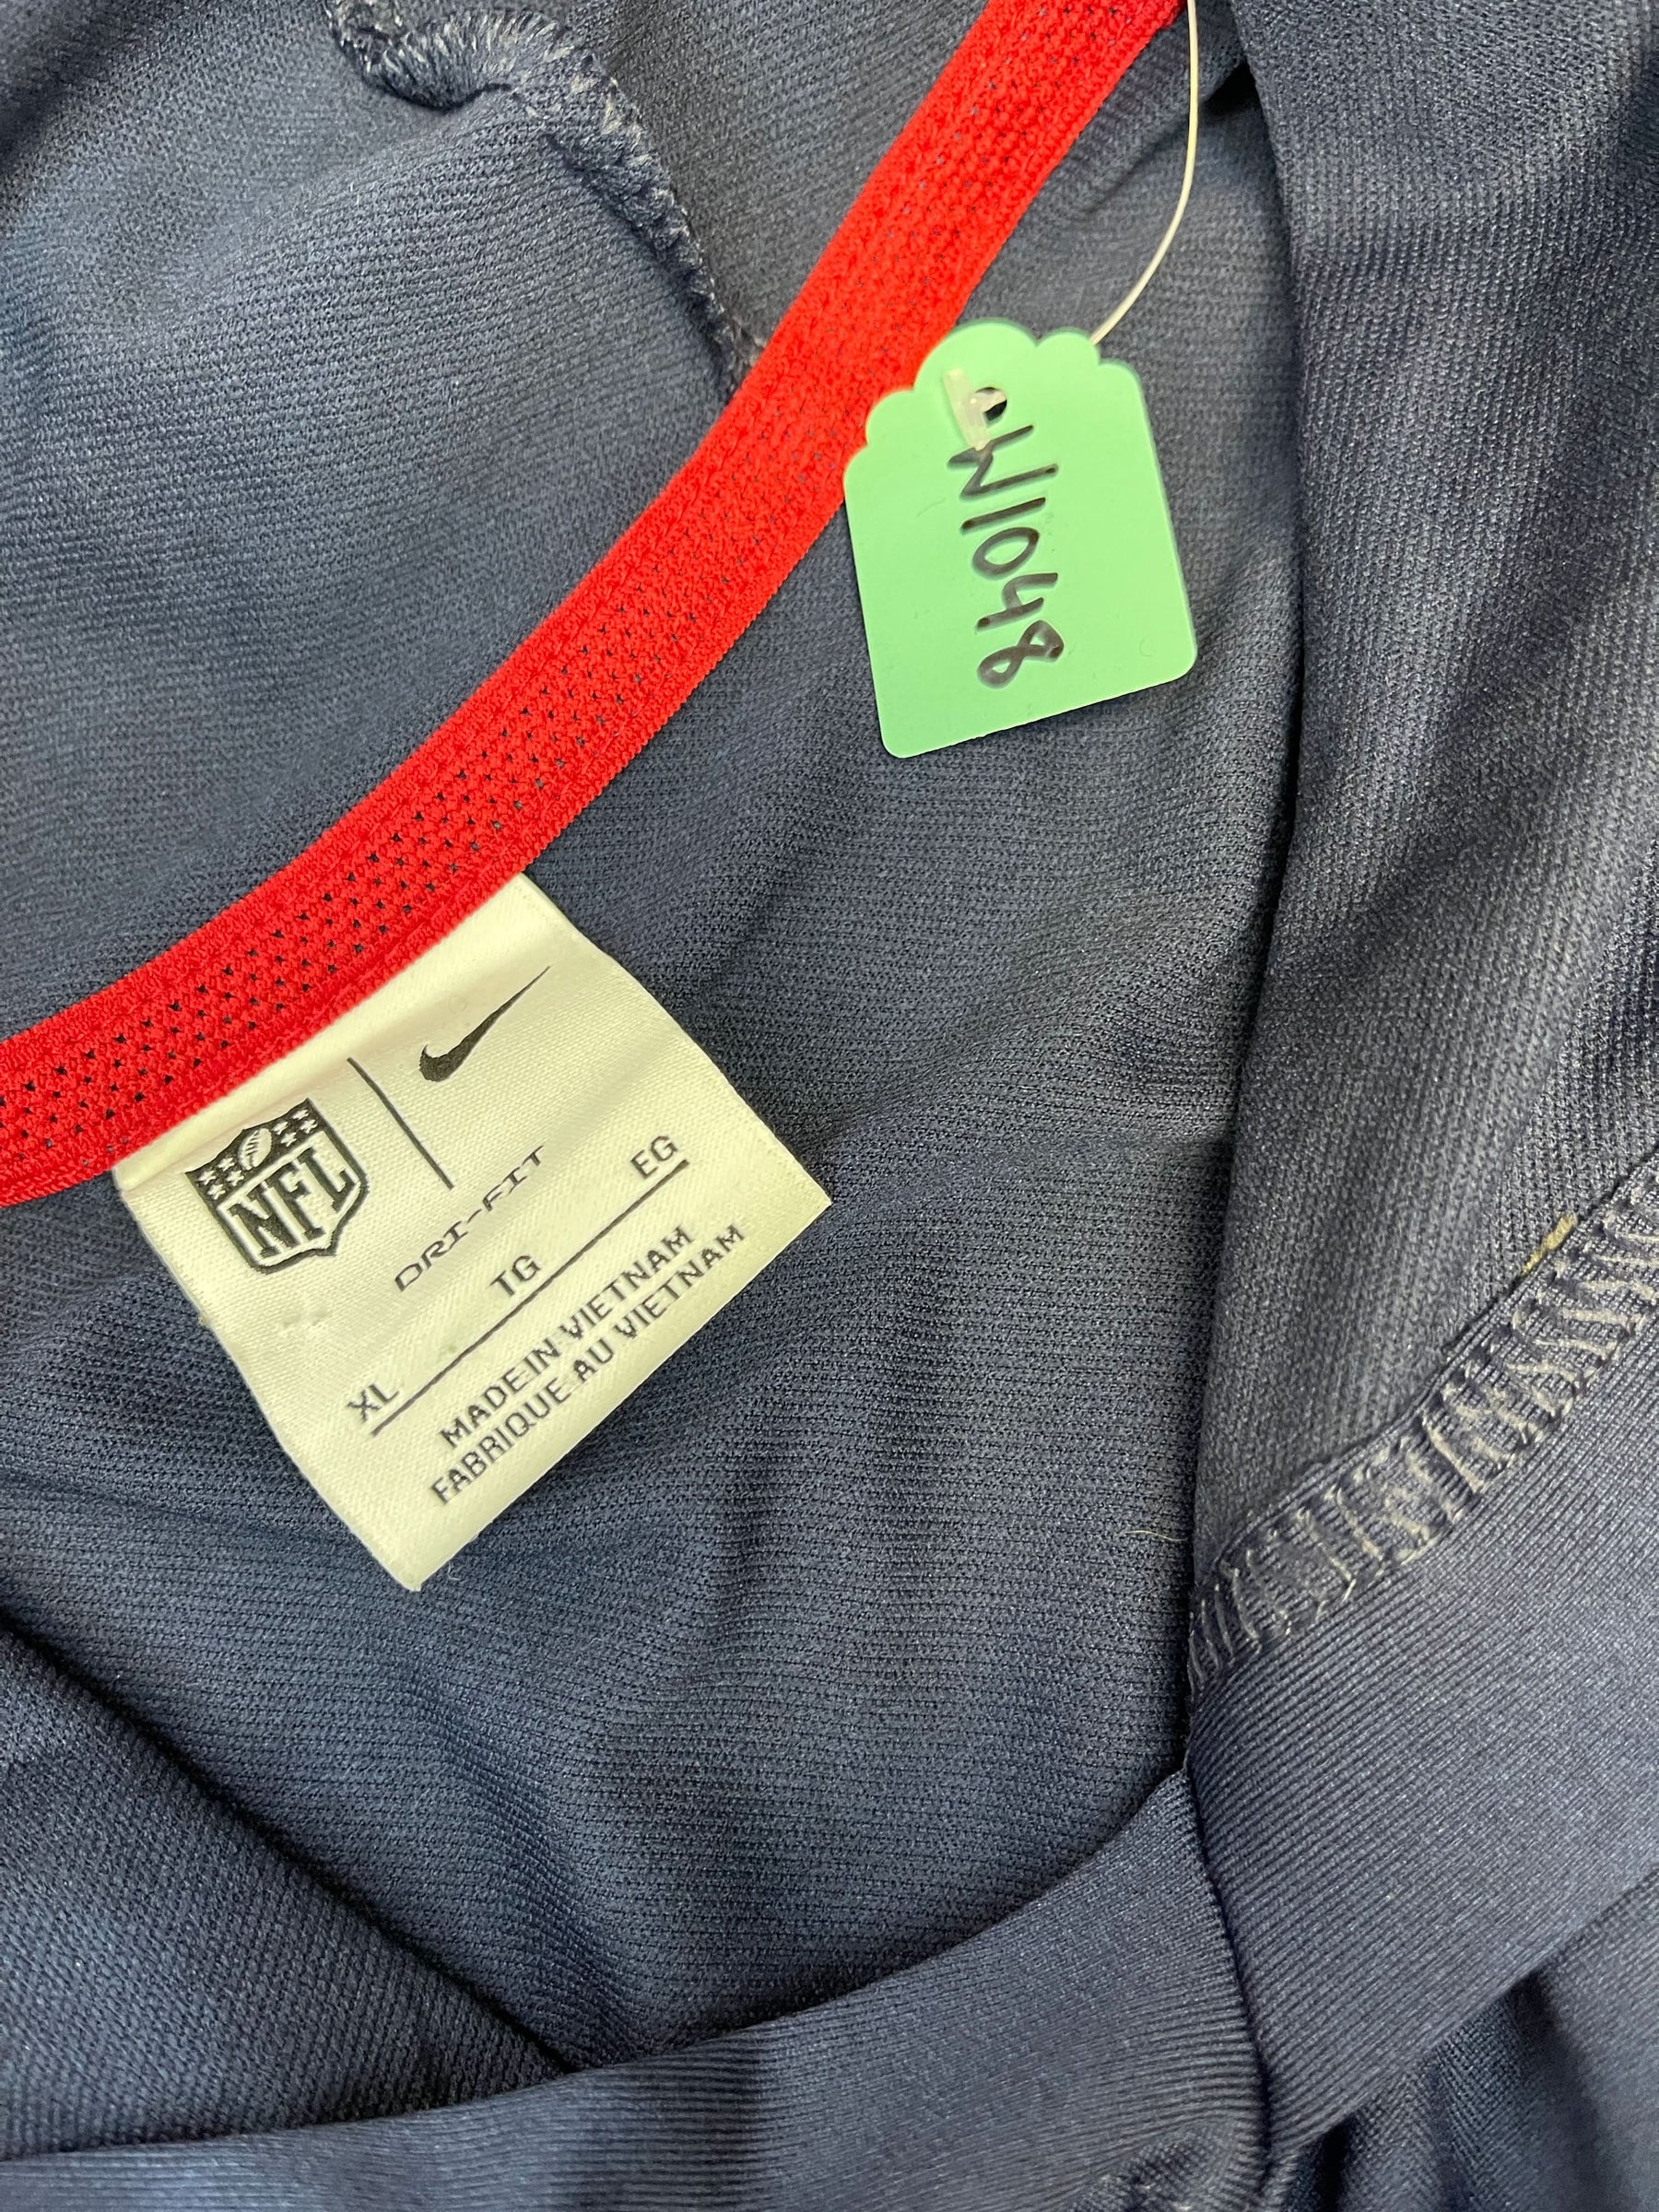 W1048
NFL
DRI-FIT
XL TG EG
MADE IN VIETNAM
FABRIQUE AU VIETNAM